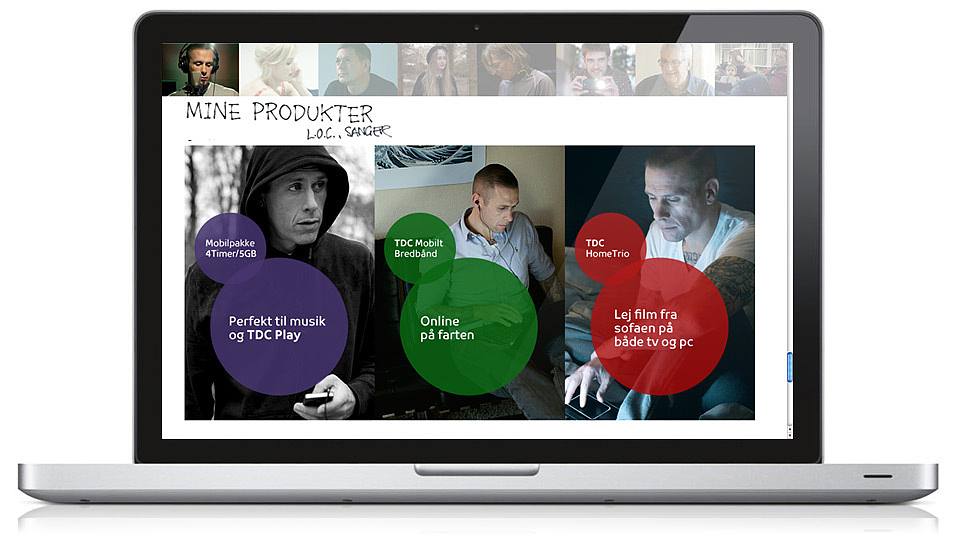 MINE PRODUKTER
L.O.C., SANGER
Mobilpakke
4Timer/5GB
Perfekt til musik
og TDC Play
TDC Mobilt
Bredbånd
Online
på farten
TDC
HomeTrio
Lej film fra
sofaen på
både tv og pc